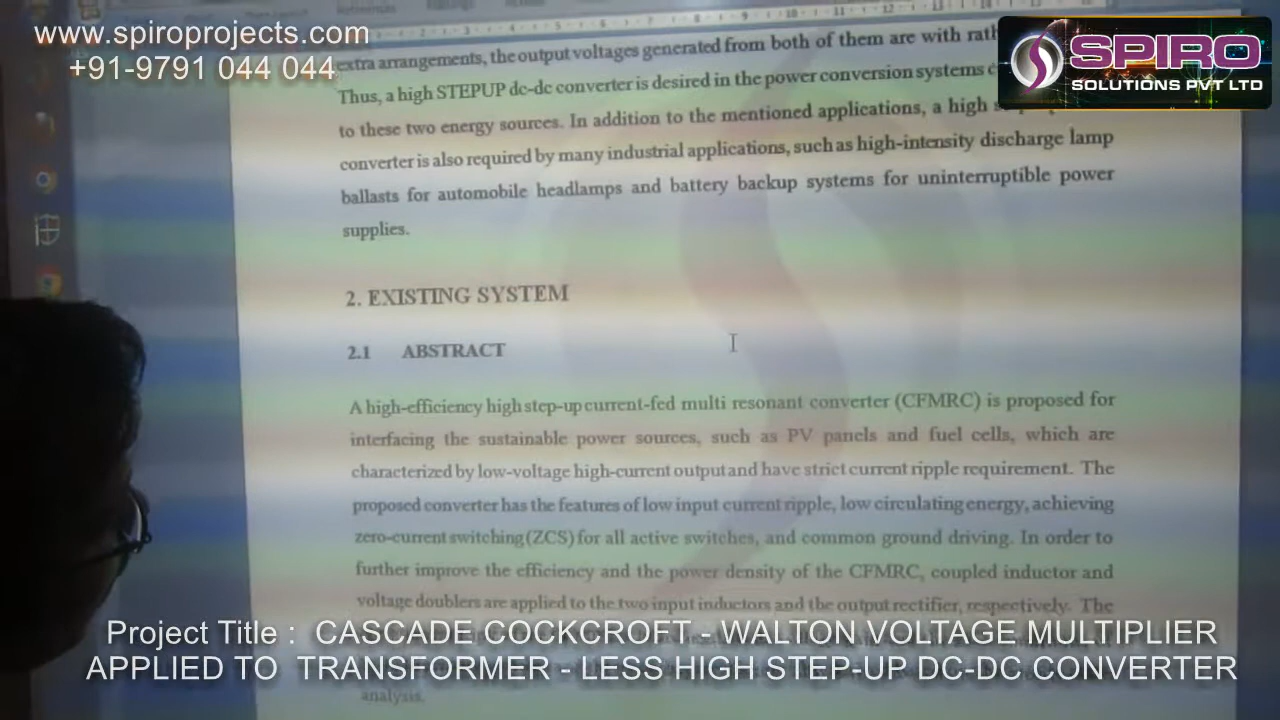 www.spiroprojects.com
+91-9791 044 044
SPIRO
SOLUTIONS PVT LTD
extra arrangements, the output voltages generated from both of them are with
Thus, a high STEPUP dc-dc converter is desired in the power conversion systems
to these two energy sources. In addition to the mentioned applications, a high
converter is also required by many industrial applications, such as high-intensity discharge lamp
ballasts for automobile headlamps and battery backup systems for uninterruptible power
supplies.
2. EXISTING SYSTEM
2.1 ABSTRACT
A high-efficiency high step-up current-fed multi resonant converter (CFMRC) is proposed for
interfacing the sustainable power sources, such as PV panels and fuel cells, which are
characterized by low-voltage high-current output and have strict current ripple requirement. The
proposed converter has the features of low input current ripple, low circulating energy, achieving
zero-current switching (ZCS) for all active switches, and common ground driving. In order to
further improve the efficiency and the power density of the CFMRC, coupled inductor and
voltage doublers are applied to the two input inductors and the output rectifier, respectively. The
Project Title : CASCADE COCKCROFT - WALTON VOLTAGE MULTIPLIER
APPLIED TO TRANSFORMER - LESS HIGH STEP-UP DC-DC CONVERTER
analysis.